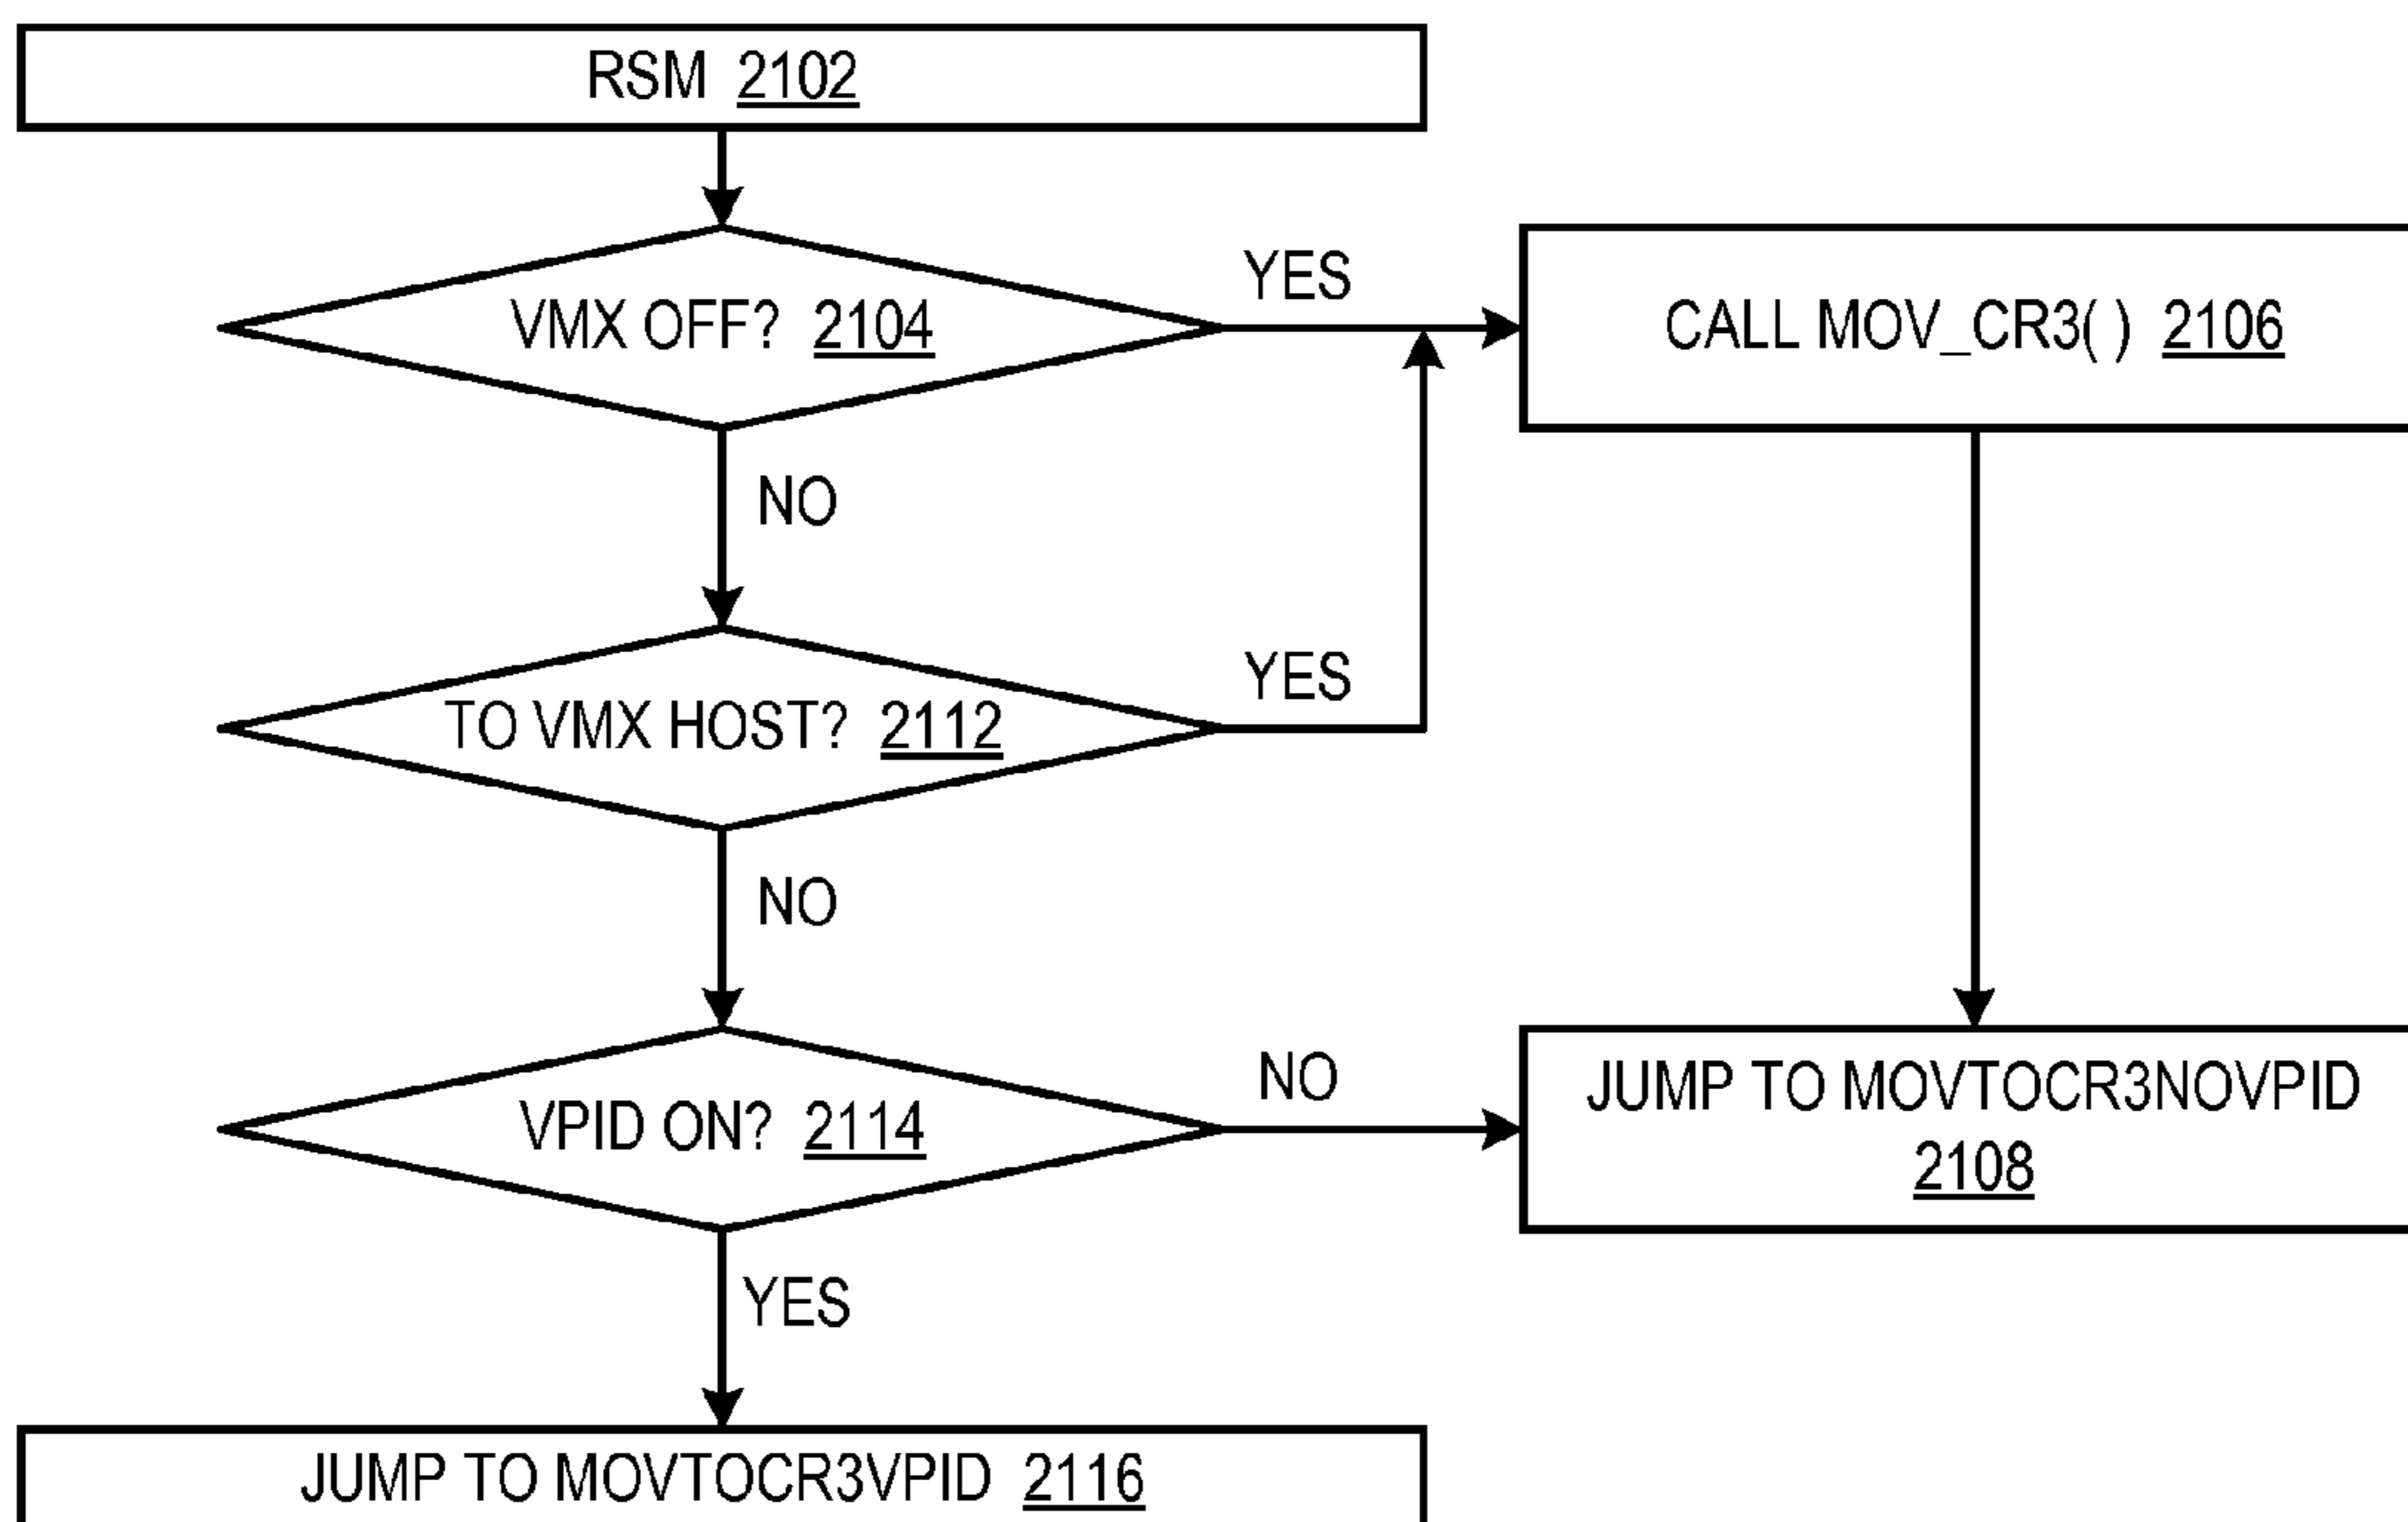 RSM 2102
VMX OFF? 2104
YES
CALL MOV_CR3( ) 2106
NO
TO VMX HOST? 2112
YES
NO
VPID ON? 2114
NO
JUMP TO MOVTOCR3NOVPID
2108
YES
JUMP TO MOVTOCR3VPID 2116